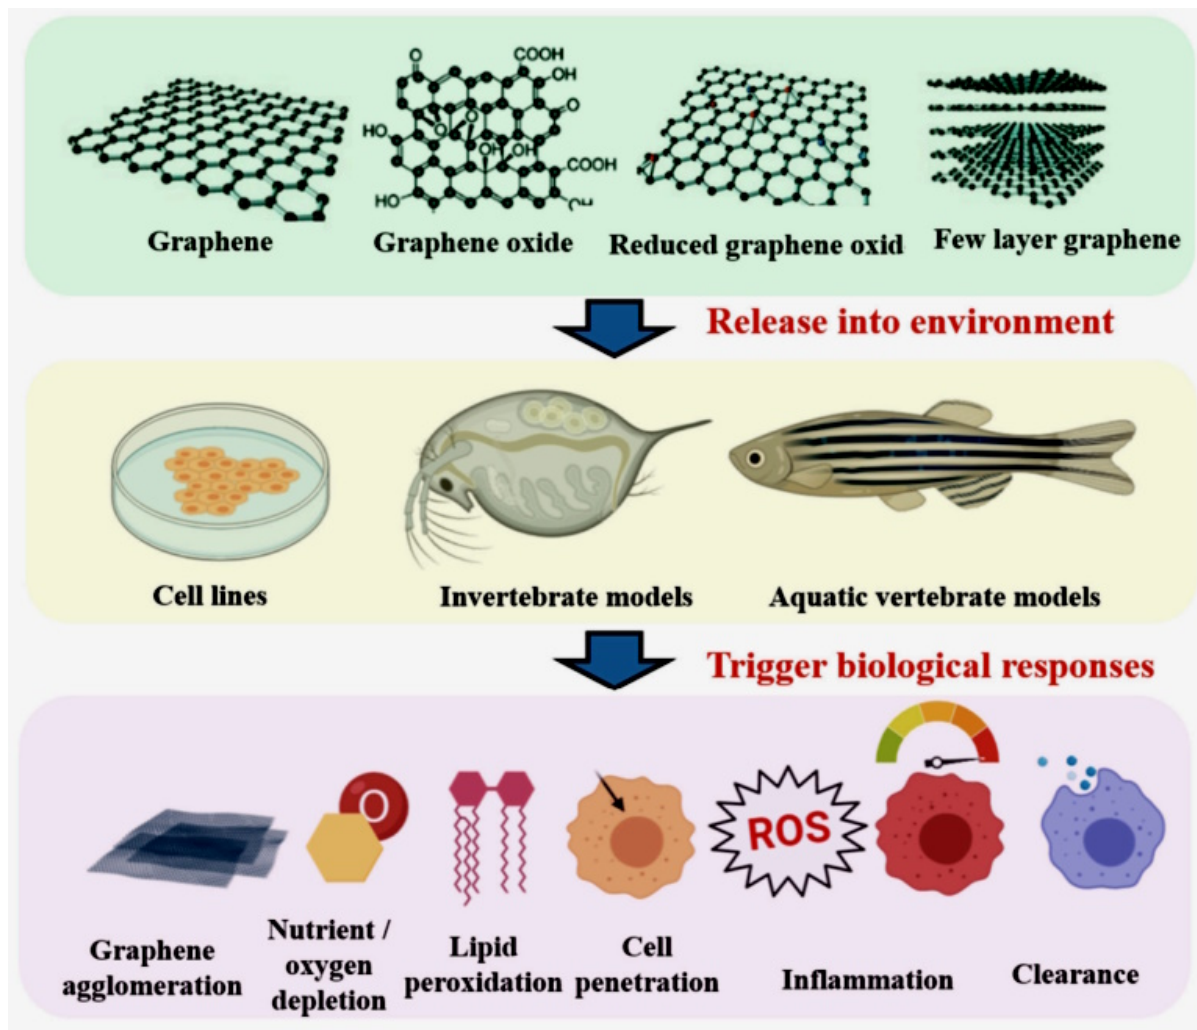 O
COOH
OH
O
HO
O
O
OH
OH
COOH
HO
OH
Graphene
Graphene oxide
Reduced graphene oxid
Few layer graphene
Release into environment
Cell lines
Invertebrate models
Aquatic vertebrate models
Trigger biological responses
O
ROS
Graphene
agglomeration
Nutrient /
oxygen
depletion
Lipid
peroxidation
Cell
penetration
Inflammation
Clearance